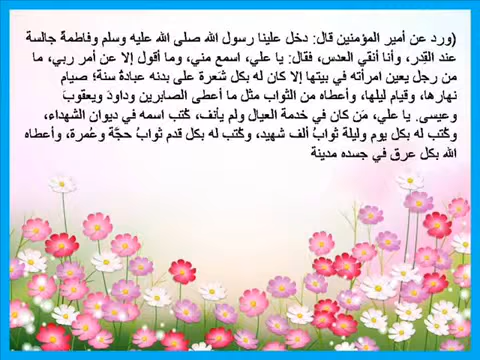 (ورد عن أمير المؤمنين قال: دخل علينا رسول الله صلى الله عليه وسلم وفاطمةُ جالسة
عند القِدر، وأنا أنقي العدس، فقال: يا علي، اسمع مني، وما أقول إلا عن أمر ربي، ما
من رجل يعين امرأته في بيتها إلا كان له بكل شَعرة على بدنه عبادةُ سنة؛ صيام
نهارها، وقيام ليلها، وأعطاه من الثواب مثل ما أعطى الصابرين وداودَ ويعقوبَ
وعيسى. يا علي، مَن كان في خدمة العيال ولم يأنف، كُتب اسمه في ديوان الشهداء،
وكُتب له بكل يوم وليلة ثوابُ ألف شهيد، وكُتب له بكل قدم ثوابُ حجَّة وعُمرة، وأعطاه
الله بكل عرق في جسده مدينة